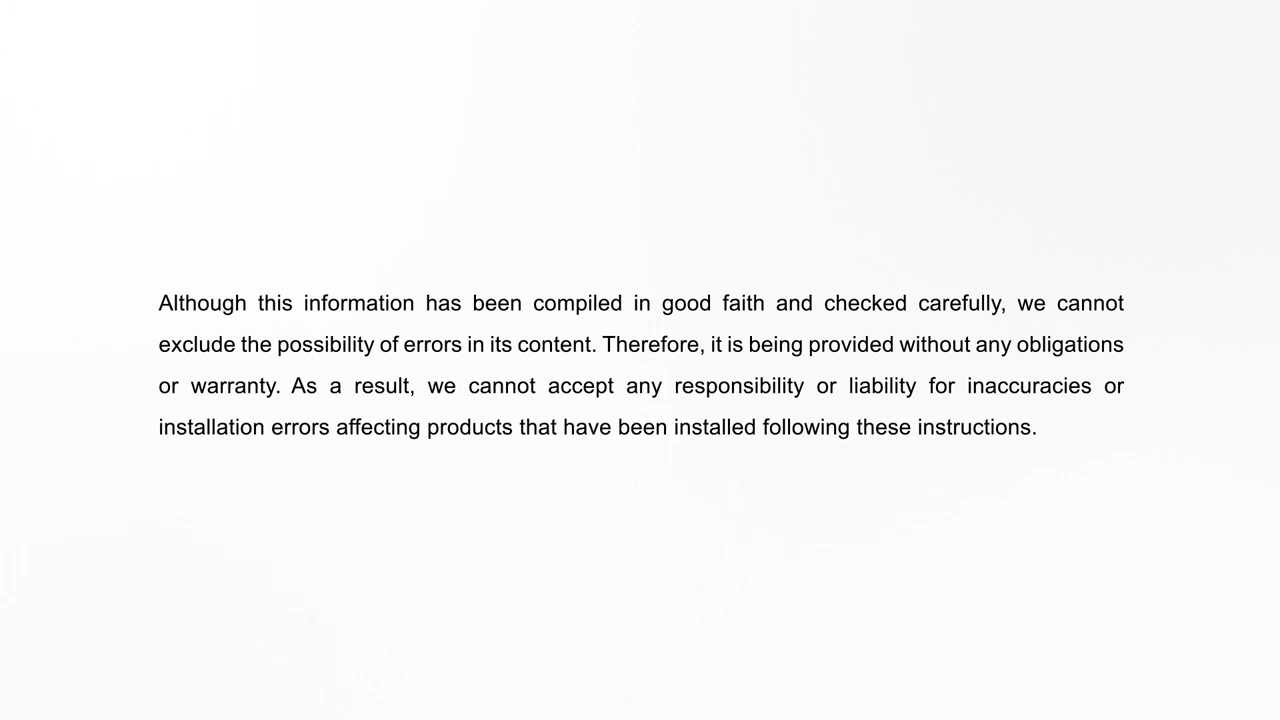 Although this information has been compiled in good faith and checked carefully, we cannot
exclude the possibility of errors in its content. Therefore, it is being provided without any obligations
or warranty. As a result, we cannot accept any responsibility or liability for inaccuracies or
installation errors affecting products that have been installed following these instructions.